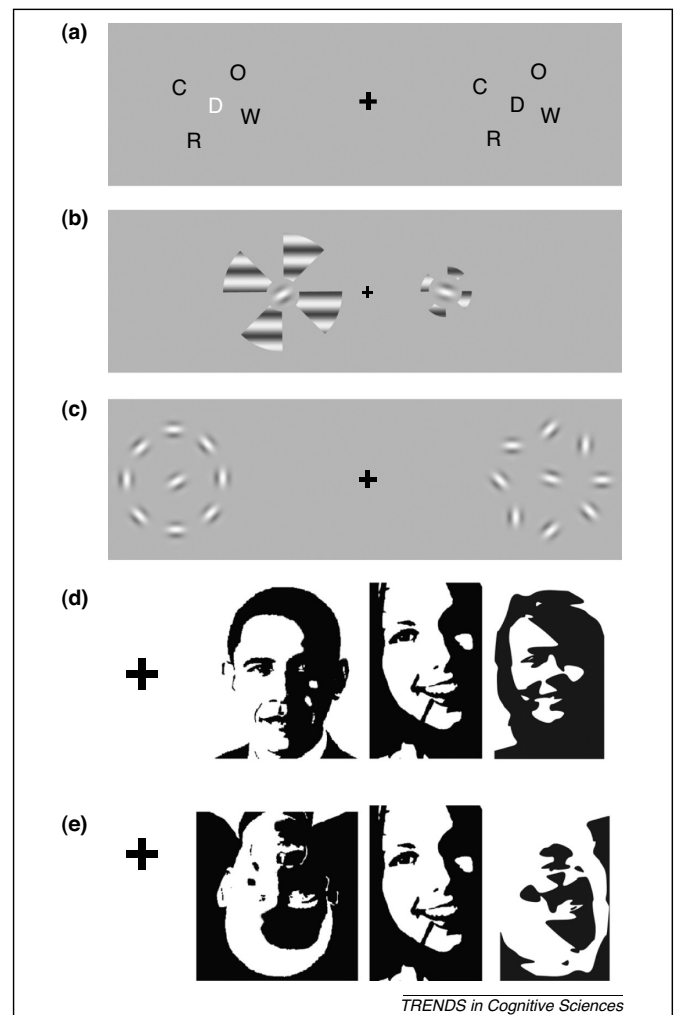 (a)
C O D W R + C O D W R
(b)
+
(c)
+
(d)
+
(e)
+
TRENDS in Cognitive Sciences